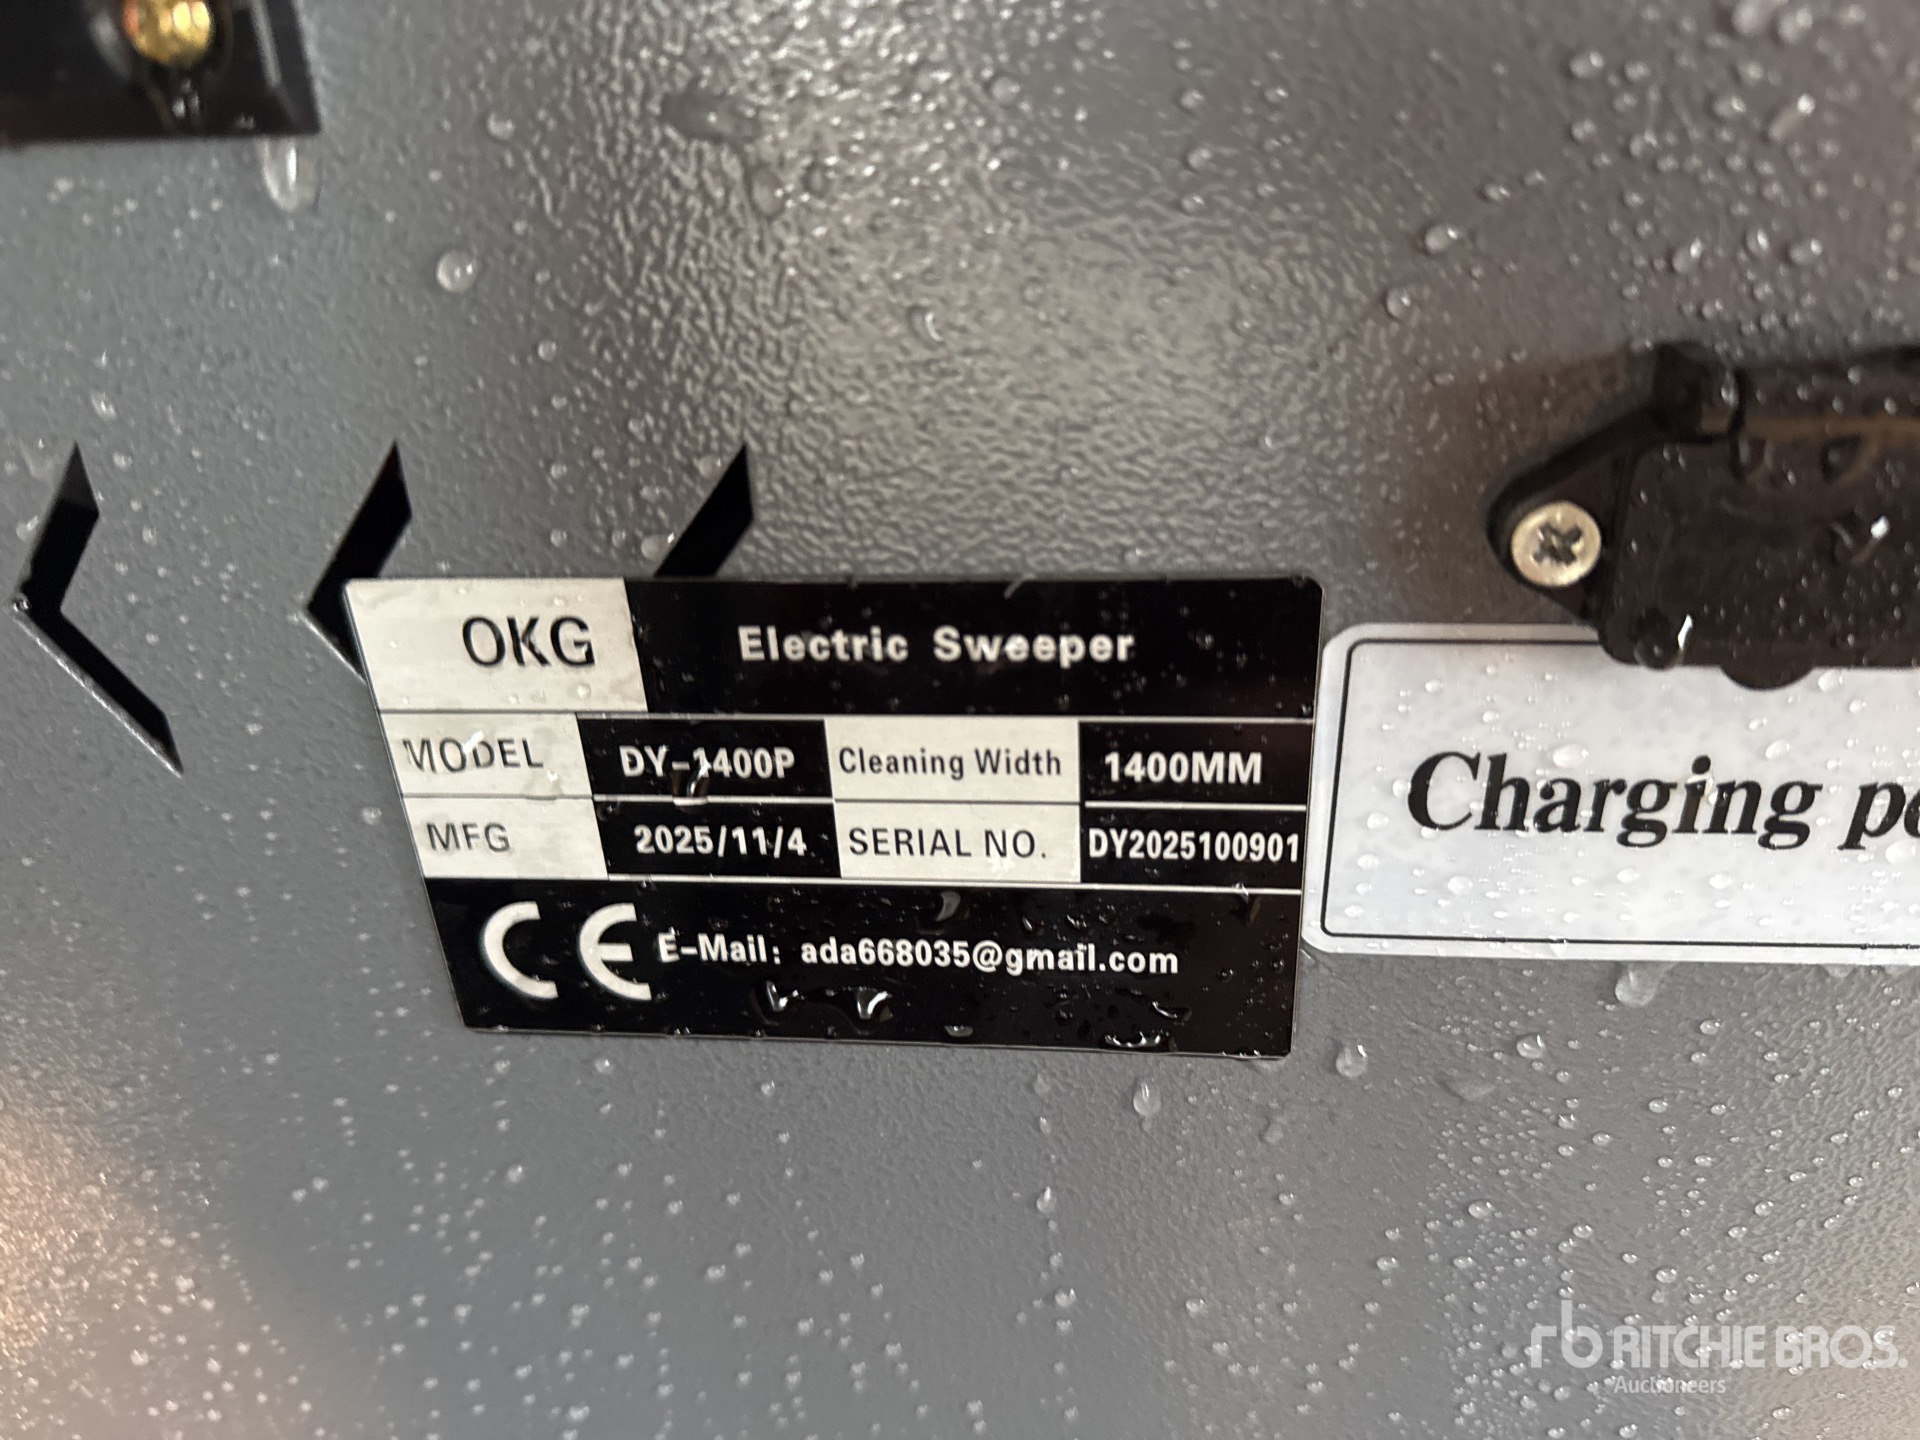 OKG Electric Sweeper
MODEL DY-1400P Cleaning Width 1400MM
MFG 2025/11/4 SERIAL NO. DY2025100901
CE E-Mail: ada668035@gmail.com
Charging
rb RITCHIE BROS.
Auctioneers